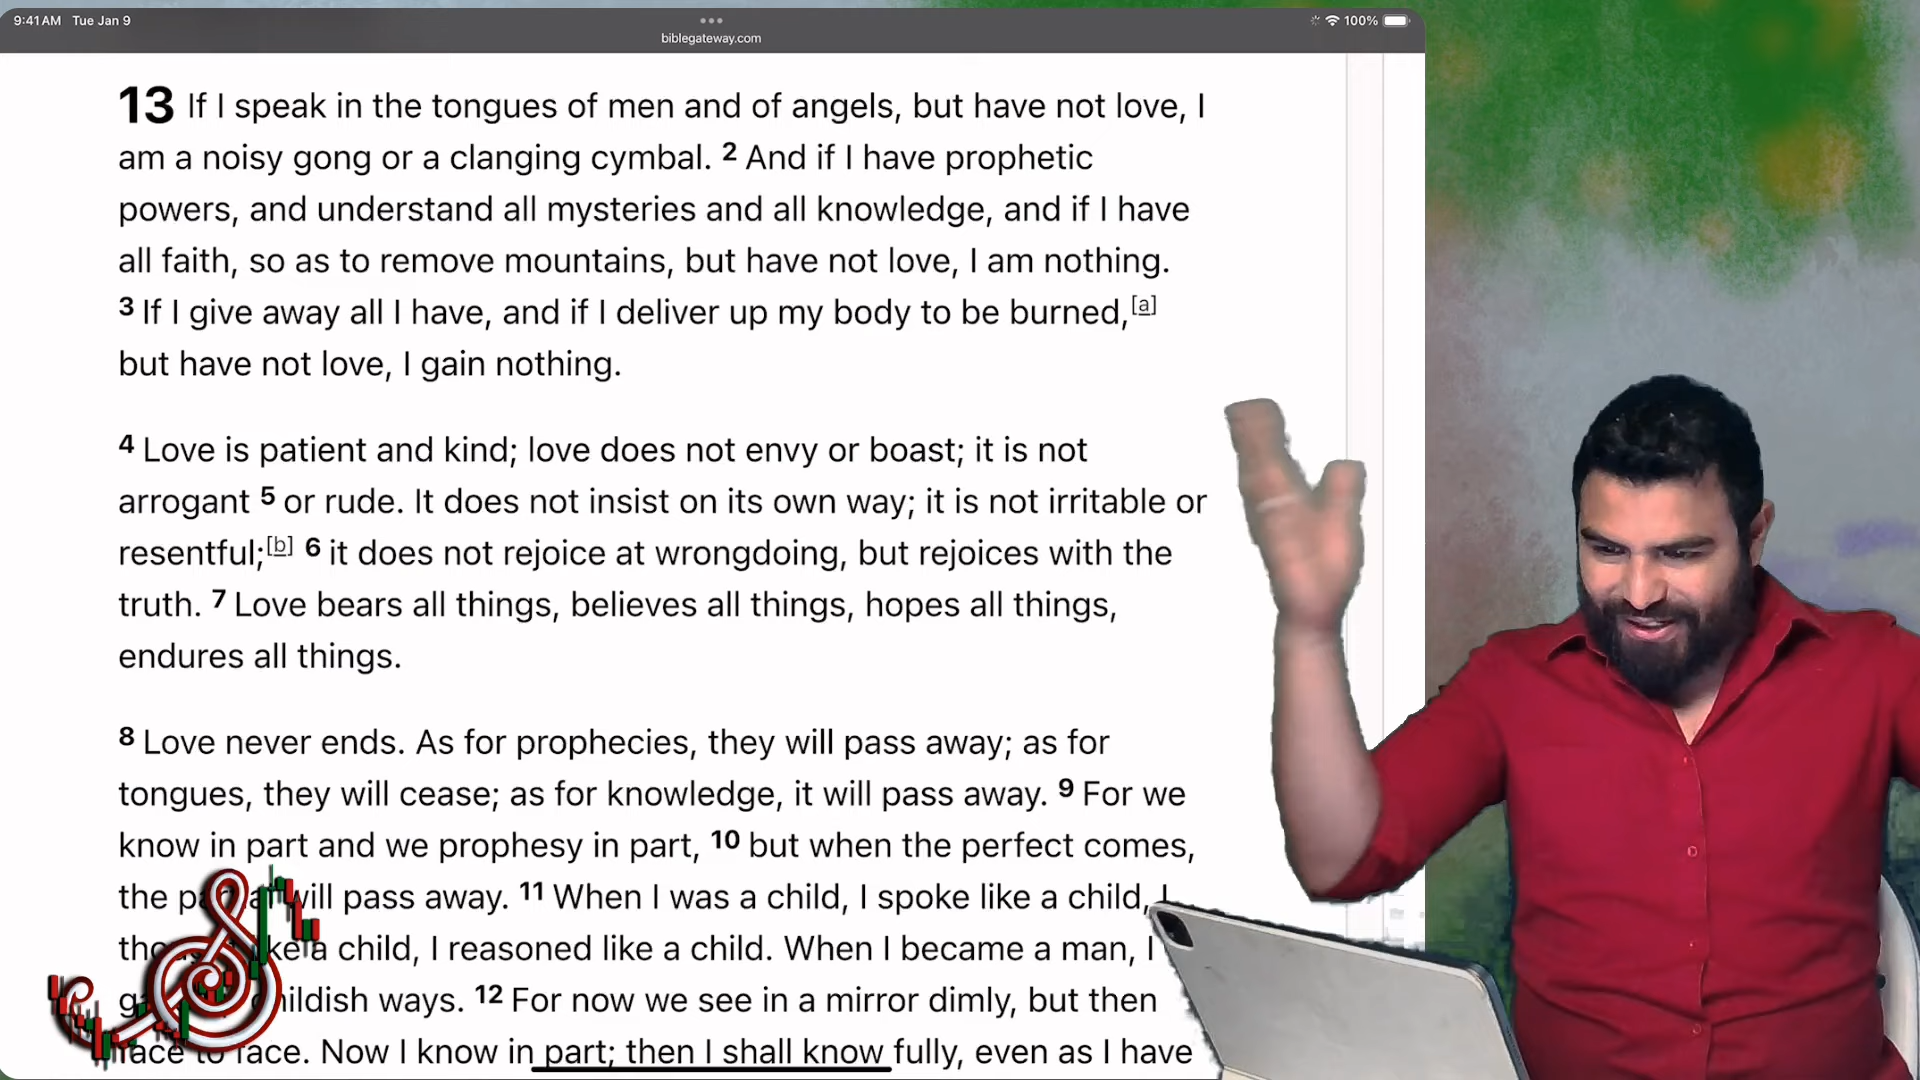 9:41 AM Tue Jan 9
100%
biblegateway.com
13 If I speak in the tongues of men and of angels, but have not love, I
am a noisy gong or a clanging cymbal. 2 And if I have prophetic
powers, and understand all mysteries and all knowledge, and if I have
all faith, so as to remove mountains, but have not love, I am nothing.
3 If I give away all I have, and if I deliver up my body to be burned,[a]
but have not love, I gain nothing.
4 Love is patient and kind; love does not envy or boast; it is not
arrogant 5 or rude. It does not insist on its own way; it is not irritable or
resentful;[b] 6 it does not rejoice at wrongdoing, but rejoices with the
truth. 7 Love bears all things, believes all things, hopes all things,
endures all things.
8 Love never ends. As for prophecies, they will pass away; as for
tongues, they will cease; as for knowledge, it will pass away. 9 For we
know in part and we prophesy in part, 10 but when the perfect comes,
the will pass away. 11 When I was a child, I spoke like a child, I
a child, I reasoned like a child. When I became a man, I
ways. 12 For now we see in a mirror dimly, but then
face to face. Now I know in part; then I shall know fully, even as I have